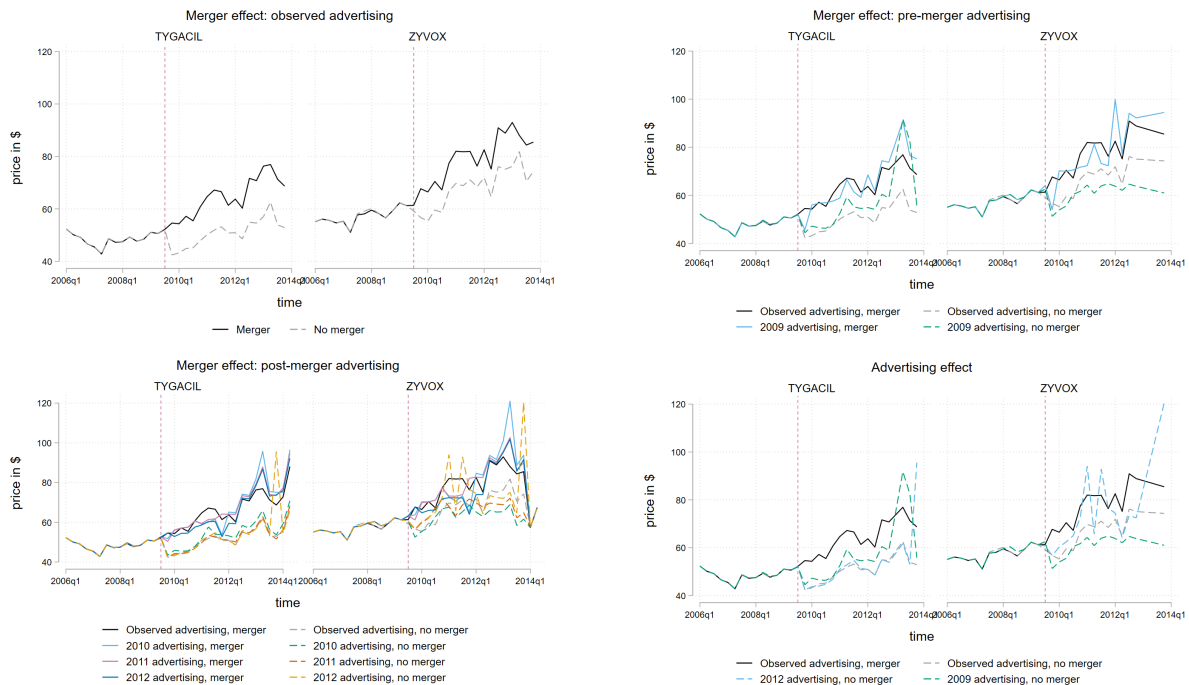 Merger effect: observed advertising
TYGACIL ZYVOX
price in $
120
100
80
60
40
2006q1 2008q1 2010q1 2012q1 2014q1 2006q1 2008q1 2010q1 2012q1 2014q1
time
Merger No merger
Merger effect: pre-merger advertising
TYGACIL ZYVOX
price in $
120
100
80
60
40
2006q1 2008q1 2010q1 2012q1 2014q1 2006q1 2008q1 2010q1 2012q1 2014q1
time
Observed advertising, merger Observed advertising, no merger
2009 advertising, merger 2009 advertising, no merger
Merger effect: post-merger advertising
TYGACIL ZYVOX
price in $
120
100
80
60
40
2006q1 2008q1 2010q1 2012q1 2014q1 2006q1 2008q1 2010q1 2012q1 2014q1
time
Observed advertising, merger Observed advertising, no merger
2010 advertising, merger 2010 advertising, no merger
2011 advertising, merger 2011 advertising, no merger
2012 advertising, merger 2012 advertising, no merger
Advertising effect
TYGACIL ZYVOX
price in $
120
100
80
60
40
2006q1 2008q1 2010q1 2012q1 2014q1 2006q1 2008q1 2010q1 2012q1 2014q1
time
Observed advertising, merger Observed advertising, no merger
2012 advertising, no merger 2009 advertising, no merger